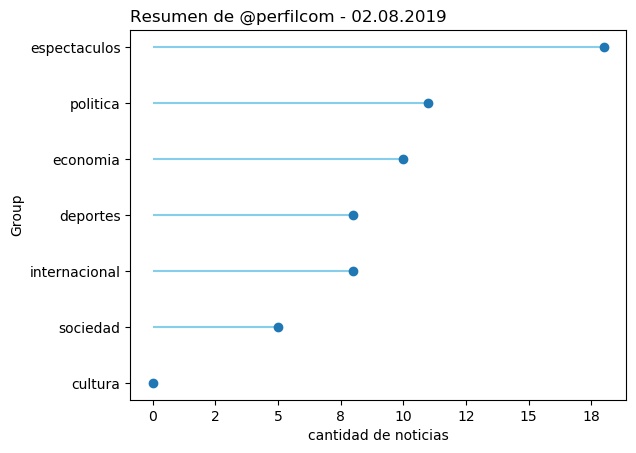 Resumen de @perfilcom - 02.08.2019
espectaculos
politica
economia
deportes
internacional
sociedad
cultura
Group
0 2 5 8 10 12 15 18
cantidad de noticias